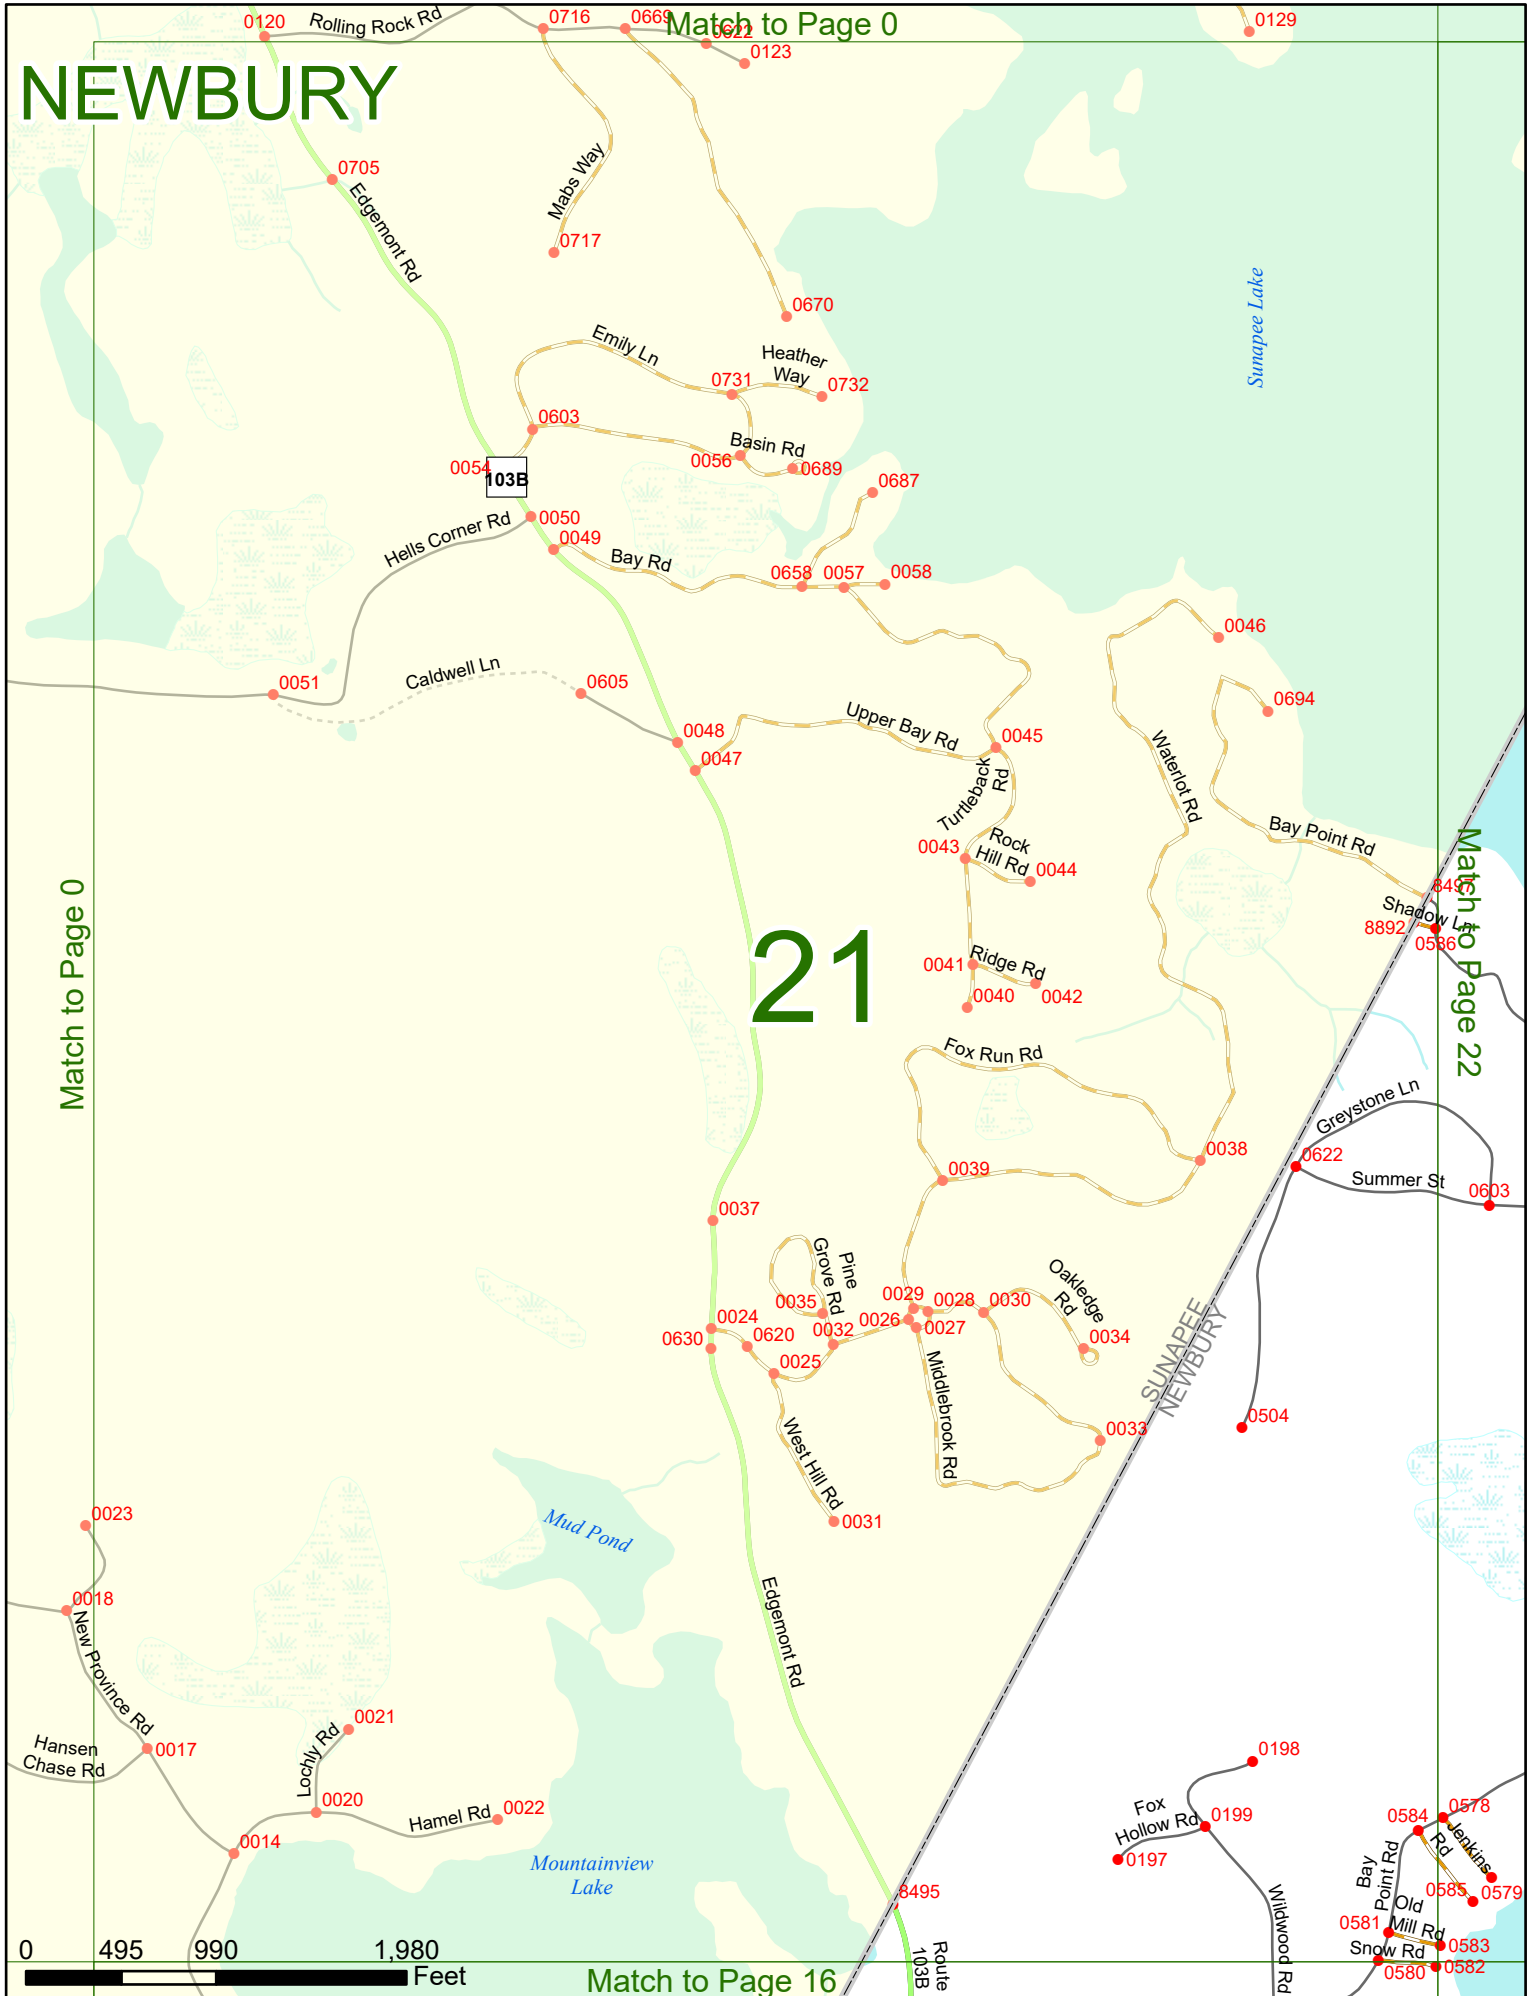 0120
Rolling Rock Rd
0716
0669
Match to Page 0
0622
0123
0129
NEWBURY
0705
Edgemont Rd
Mabs Way
0717
0670
Sunapee Lake
Emily Ln
Heather
Way
0731
0732
0603
Basin Rd
0054
103B
0056
0689
0687
Hells Corner Rd
0050
0049
Bay Rd
0658
0057
0058
0046
0051
Caldwell Ln
0605
0694
0048
0047
Upper Bay Rd
0045
Turtleback
Rd
Waterlot Rd
0043
Rock
Hill Rd
0044
Bay Point Rd
Match to Page 0
Match to Page 22
8497
Shadow Ln
8892
0586
21
0041
Ridge Rd
0040
0042
Fox Run Rd
Greystone Ln
0038
0622
0039
Summer St
0603
0037
Pine
Grove Rd
Oakledge
Rd
0035
0029
0028
0030
0026
0027
0024
0630
0620
0032
0034
0025
SUNAPEE
NEWBURY
Middlebrook Rd
West Hill Rd
0033
0504
0031
0023
Mud Pond
0018
New Province Rd
Edgemont Rd
0021
Hansen
Chase Rd
0017
Lochly Rd
0198
0020
Hamel Rd
0022
Fox
Hollow Rd
0199
0584
0578
Jenkins
Rd
0014
0197
Bay
Point Rd
Mountainview
Lake
8495
0585
0579
Wildwood Rd
Old
Mill Rd
0581
0583
Snow Rd
0580
0582
Route
103B
0 495 990 1,980
Feet
Match to Page 16